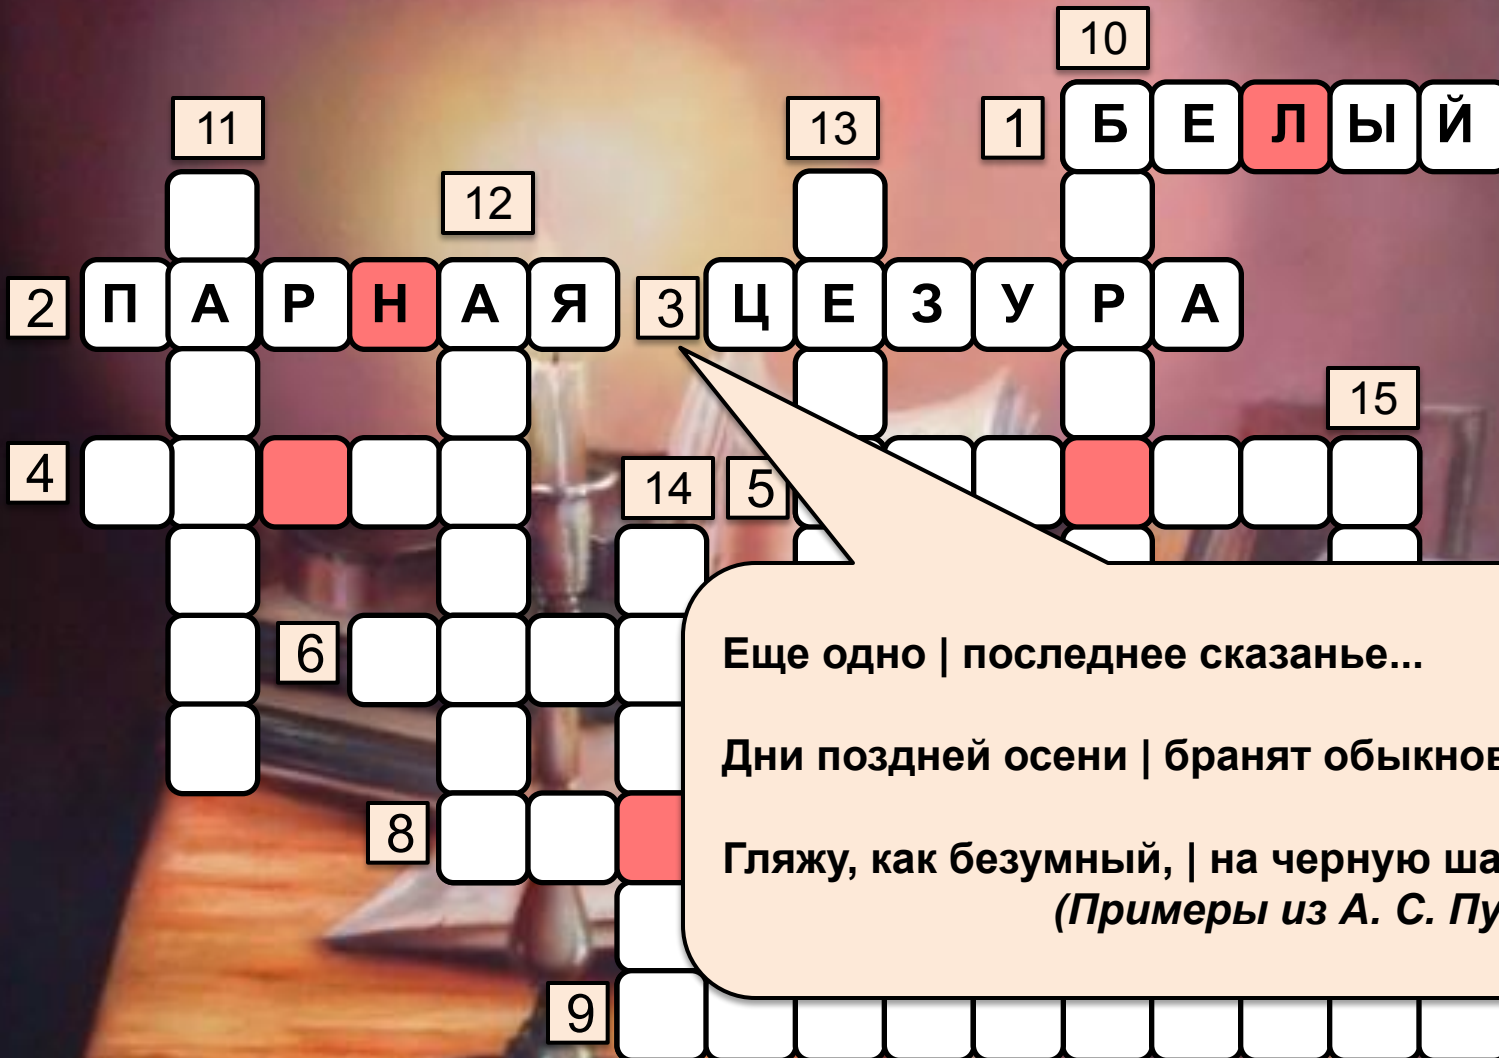 10
11
13
1
Б Е Л Ы Й
12
2
П А Р Н А Я
3
Ц Е З У Р А
15
4
14
5
6
Еще одно | последнее сказанье...
Дни поздней осени | бранят обыкнов
8
Гляжу, как безумный, | на черную ша
(Примеры из А. С. Пу
9